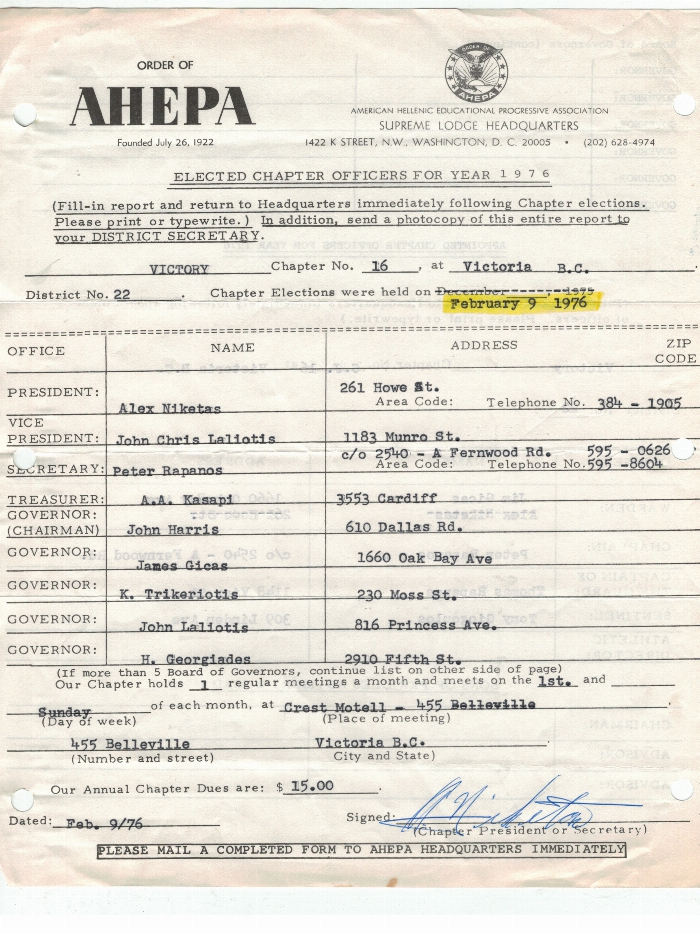 ORDER OF
AHEPA
Founded July 26, 1922
ORDER OF
AHEPA
AMERICAN HELLENIC EDUCATIONAL PROGRESSIVE ASSOCIATION
SUPREME LODGE HEADQUARTERS
1422 K STREET, N.W., WASHINGTON, D. C. 20005 • (202) 628-4974
ELECTED CHAPTER OFFICERS FOR YEAR 1976
(Fill-in report and return to Headquarters immediately following Chapter elections.
Please print or typewrite.) In addition, send a photocopy of this entire report to
your DISTRICT SECRETARY.
VICTORY Chapter No. 16, at Victoria B.C.
District No. 22. Chapter Elections were held on December 1975
February 9 1976
OFFICE NAME ADDRESS ZIP CODE
PRESIDENT: Alex Niketas 261 Howe St.
Area Code: Telephone No. 384 - 1905
VICE
PRESIDENT: John Chris Laliotis 1183 Munro St.
c/o 2540 - A Fernwood Rd. 595 - 0626
SECRETARY: Peter Rapanos Area Code: Telephone No. 595 -8604
TREASURER: A.A. Kasapi 3553 Cardiff
GOVERNOR:
(CHAIRMAN) John Harris 610 Dallas Rd.
GOVERNOR: James Gicas 1660 Oak Bay Ave
GOVERNOR: K. Trikeriotis 230 Moss St.
GOVERNOR: John Laliotis 816 Princess Ave.
GOVERNOR: H. Georgiades 2910 Fifth St.
(If more than 5 Board of Governors, continue list on other side of page)
Our Chapter holds 1 regular meetings a month and meets on the 1st. and
Sunday of each month, at Crest Motell - 455 Belleville
(Day of week) (Place of meeting)
455 Belleville Victoria B.C.
(Number and street) City and State)
Our Annual Chapter Dues are: $ 15.00.
Dated: Feb. 9/76 Signed: A Niketas
(Chapter President or Secretary)
PLEASE MAIL A COMPLETED FORM TO AHEPA HEADQUARTERS IMMEDIATELY